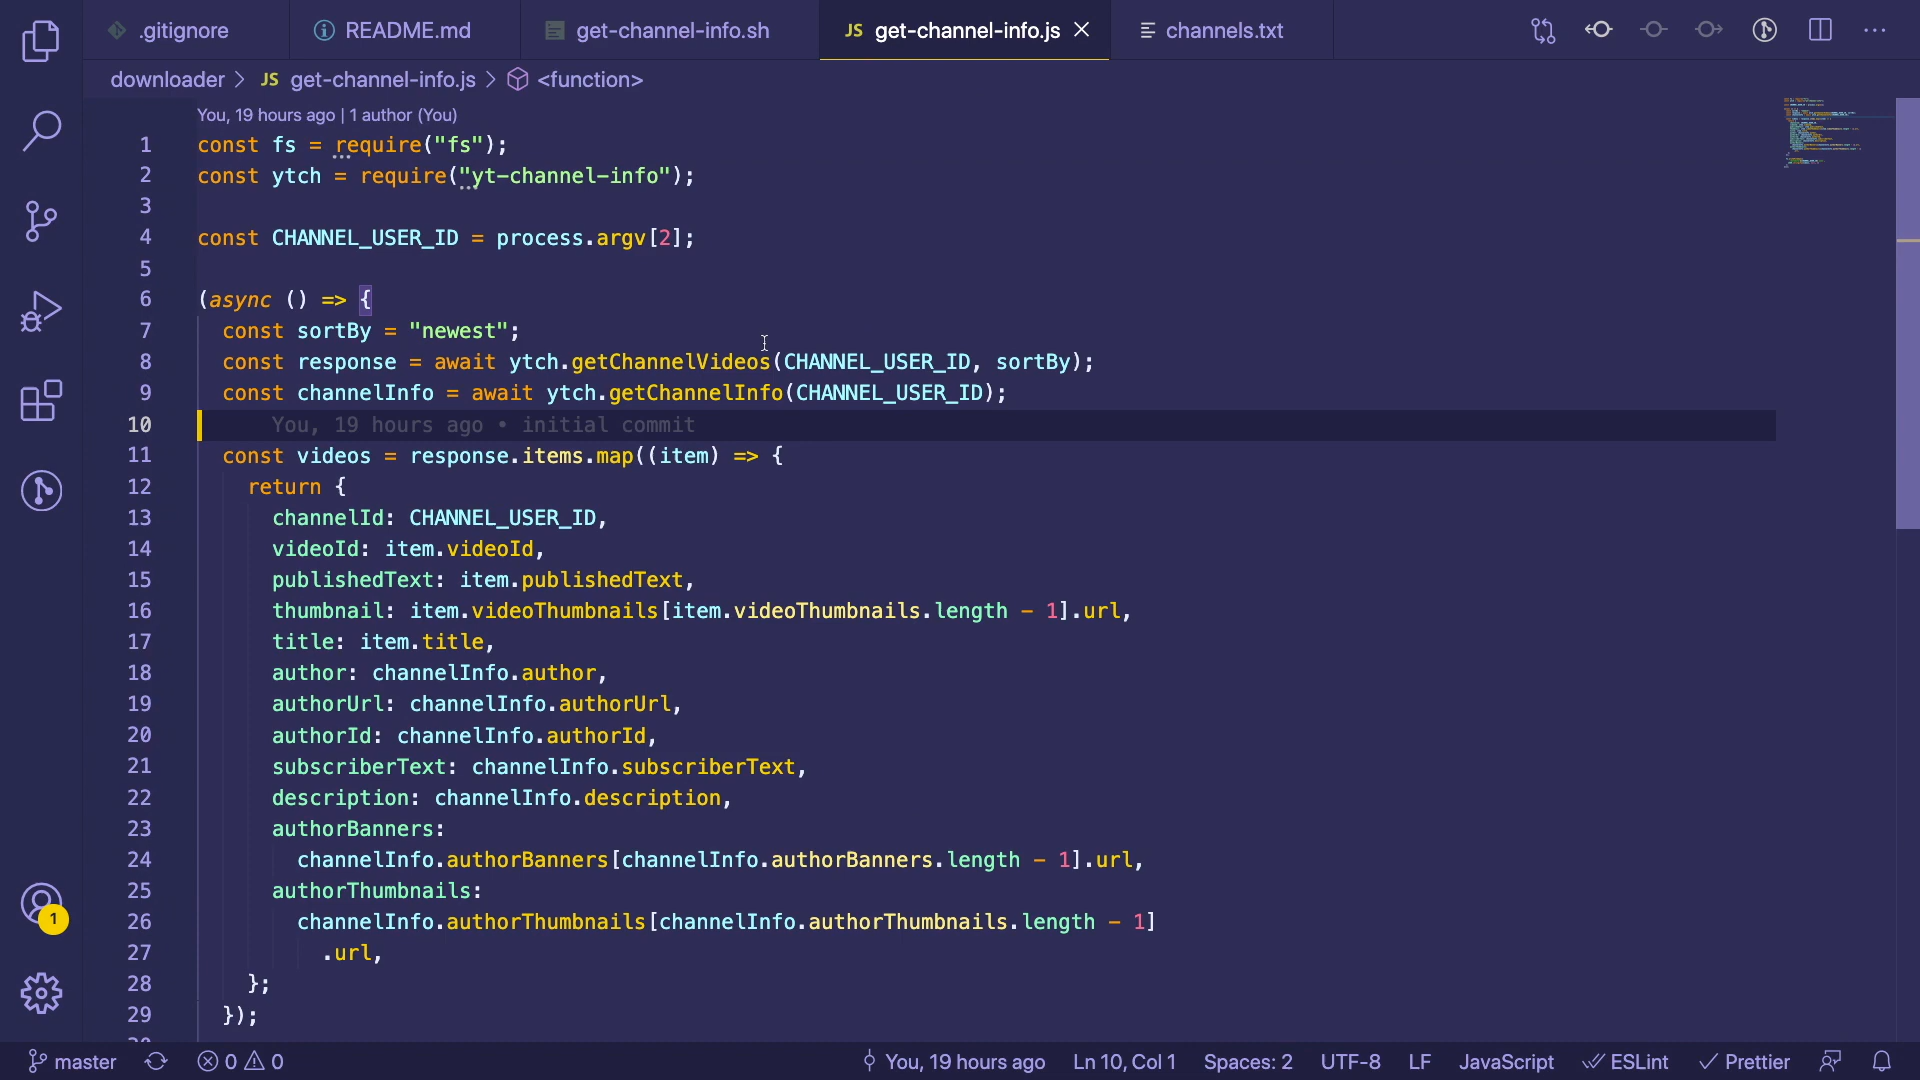 .gitignore README.md get-channel-info.sh JS get-channel-info.js channels.txt
downloader > JS get-channel-info.js > <function>
You, 19 hours ago | 1 author (You)
1 const fs = require("fs");
2 const ytch = require("yt-channel-info");
3
4 const CHANNEL_USER_ID = process.argv[2];
5
6 (async () => {
7 const sortBy = "newest";
8 const response = await ytch.getChannelVideos(CHANNEL_USER_ID, sortBy);
9 const channelInfo = await ytch.getChannelInfo(CHANNEL_USER_ID);
10 You, 19 hours ago • initial commit
11 const videos = response.items.map((item) => {
12 return {
13 channelId: CHANNEL_USER_ID,
14 videoId: item.videoId,
15 publishedText: item.publishedText,
16 thumbnail: item.videoThumbnails[item.videoThumbnails.length - 1].url,
17 title: item.title,
18 author: channelInfo.author,
19 authorUrl: channelInfo.authorUrl,
20 authorId: channelInfo.authorId,
21 subscriberText: channelInfo.subscriberText,
22 description: channelInfo.description,
23 authorBanners:
24 channelInfo.authorBanners[channelInfo.authorBanners.length - 1].url,
25 authorThumbnails:
26 channelInfo.authorThumbnails[channelInfo.authorThumbnails.length - 1]
27 .url,
28 };
29 });
1
master 0 0 You, 19 hours ago Ln 10, Col 1 Spaces: 2 UTF-8 LF JavaScript ESLint Prettier